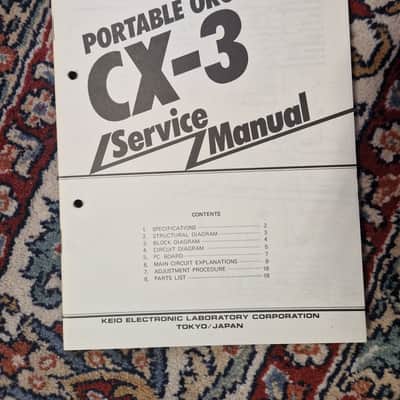 PORTABLE
CX-3
Service Manual
CONTENTS
1. SPECIFICATIONS 2
2. STRUCTURAL DIAGRAM 3
3. BLOCK DIAGRAM 4
4. CIRCUIT DIAGRAM 5
5. PC BOARD 7
6. MAIN CIRCUIT EXPLANATIONS 9
7. ADJUSTMENT PROCEDURE 18
8. PARTS LIST 19
KEIO ELECTRONIC LABORATORY CORPORATION
TOKYO/JAPAN